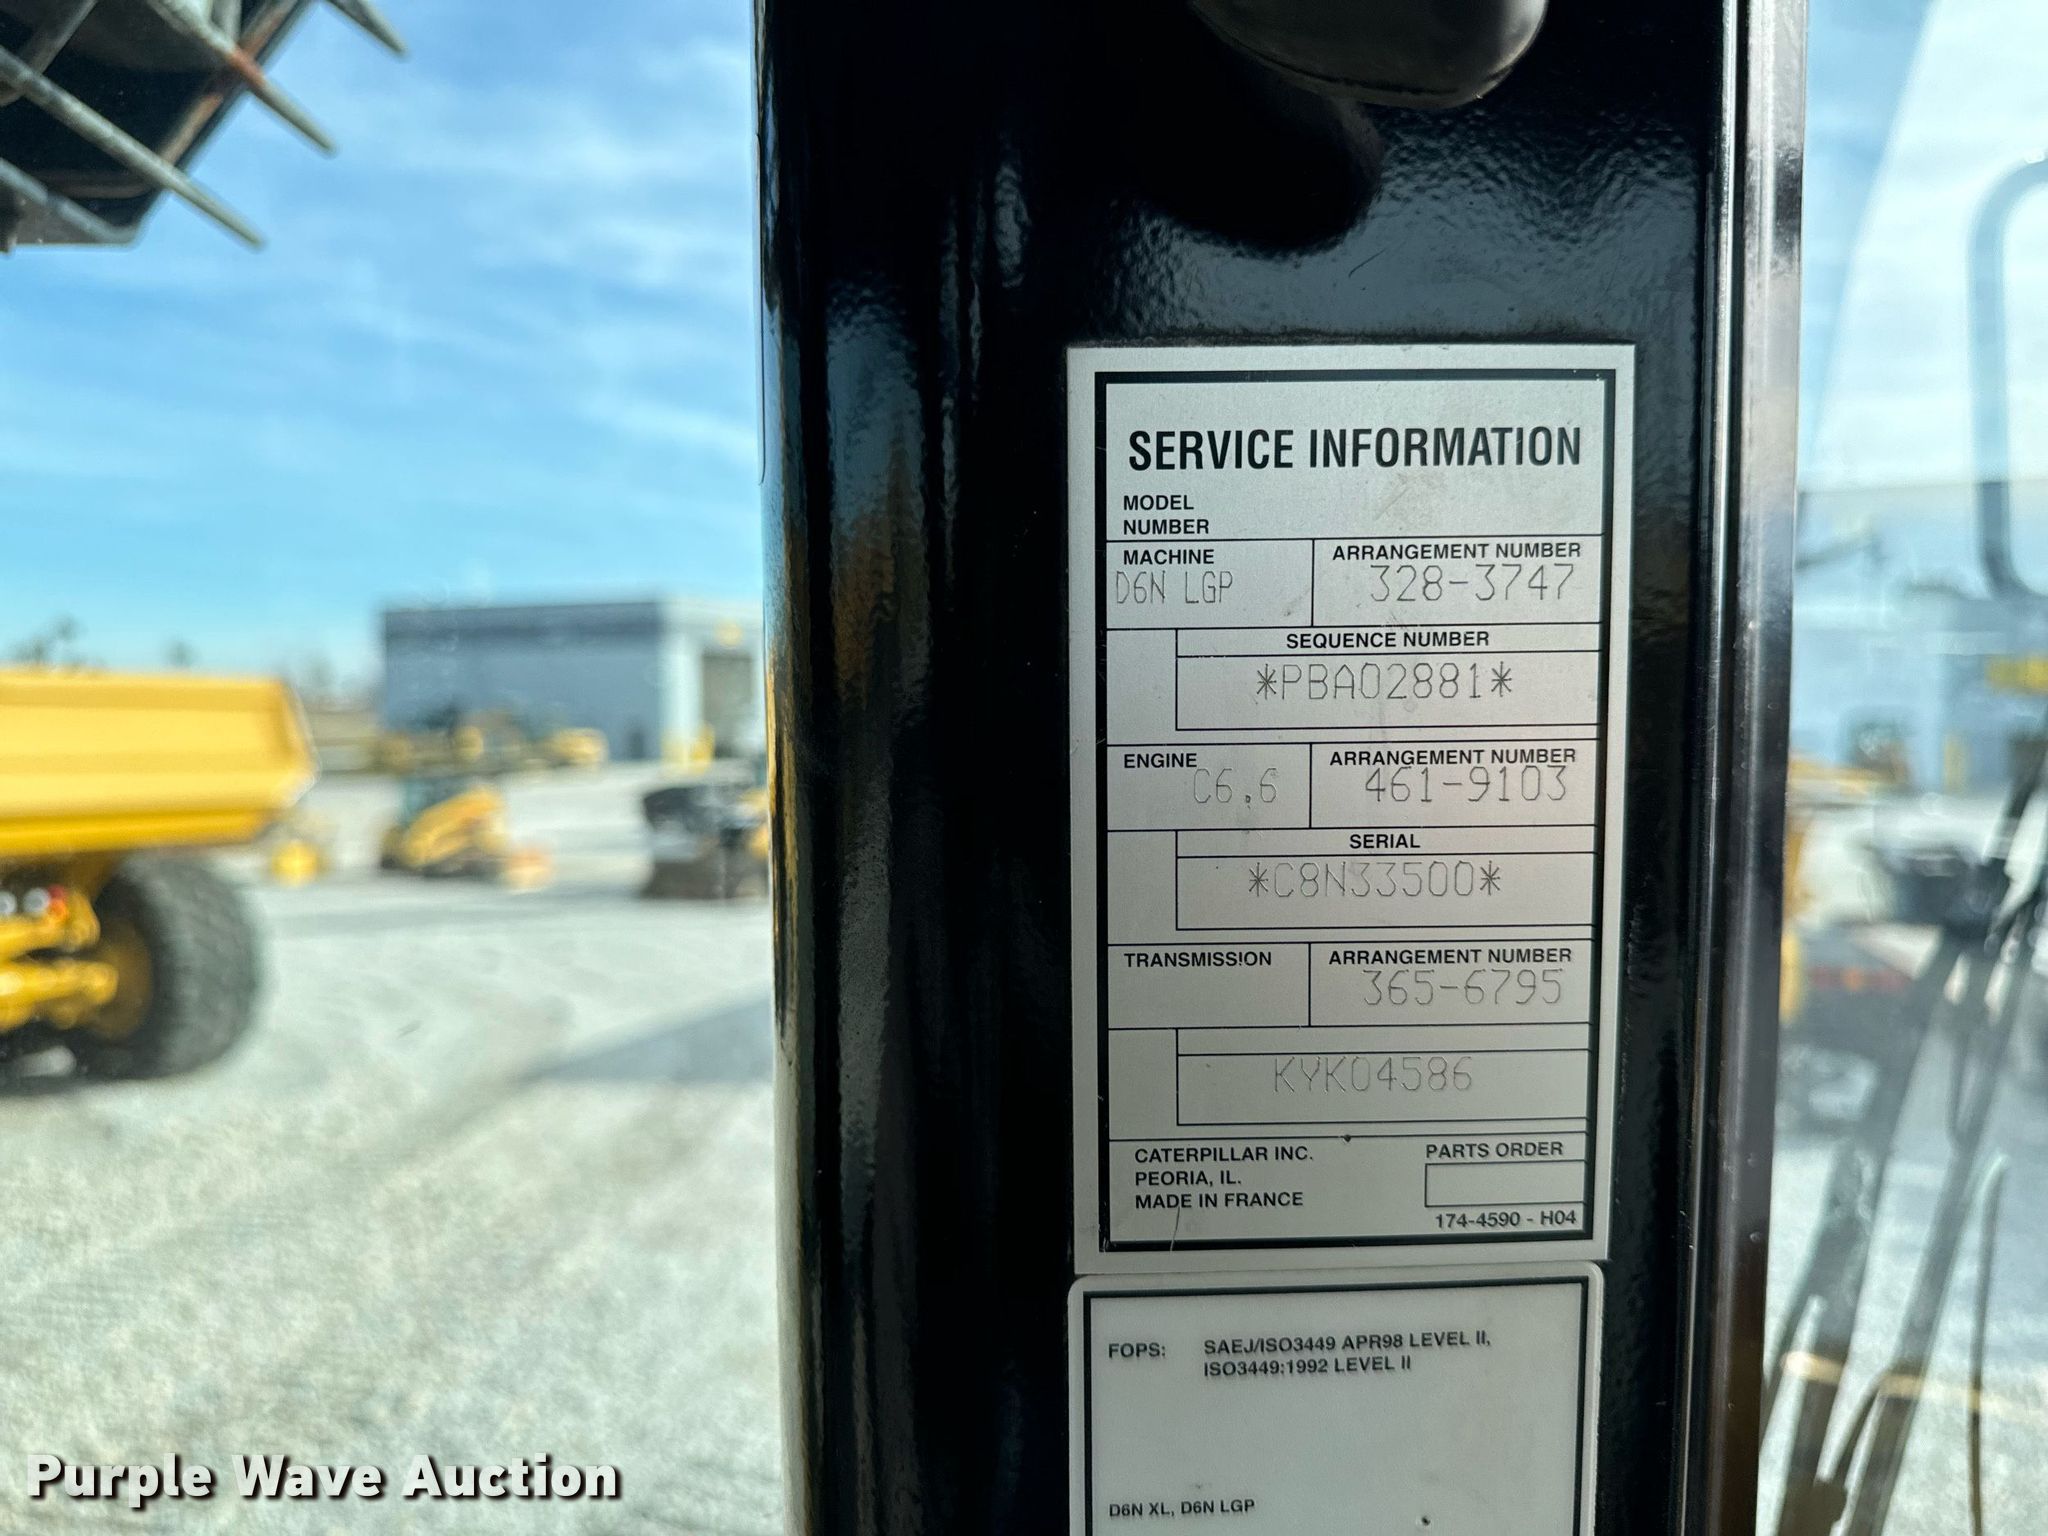 SERVICE INFORMATION
MODEL
NUMBER
MACHINE
D6N LGP
ARRANGEMENT NUMBER
328-3747
SEQUENCE NUMBER
*PBA02881*
ENGINE
C6.6
ARRANGEMENT NUMBER
461-9103
SERIAL
*C8N33500*
TRANSMISSION
ARRANGEMENT NUMBER
365-6795
KYK04586
CATERPILLAR INC.
PEORIA, IL.
MADE IN FRANCE
PARTS ORDER
174-4590 - H04
FOPS: SAEJ/ISO3449 APR98 LEVEL II,
ISO3449:1992 LEVEL II
D6N XL, D6N LGP
Purple Wave Auction